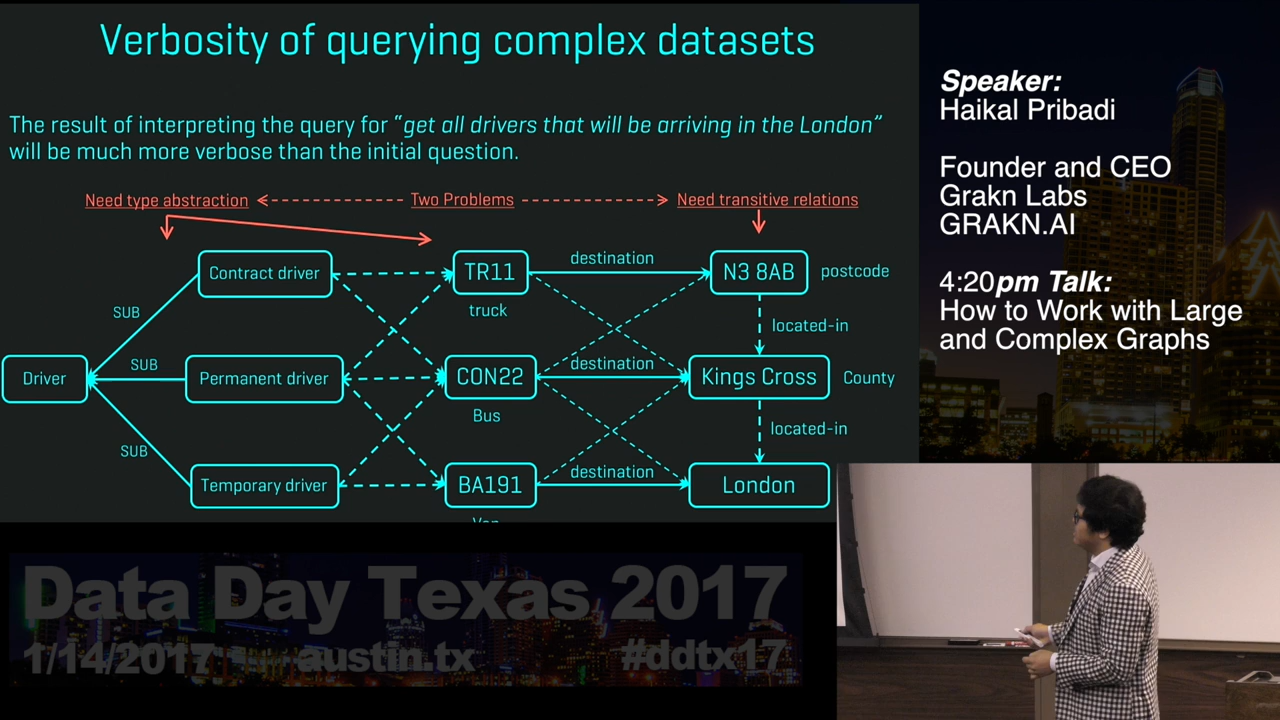 Verbosity of querying complex datasets
The result of interpreting the query for “get all drivers that will be arriving in the London”
will be much more verbose than the initial question.
Need type abstraction
Two Problems
Need transitive relations
Contract driver
TR11
destination
N3 8AB
postcode
truck
SUB
located-in
Driver
SUB
Permanent driver
CON22
destination
Kings Cross
County
Bus
SUB
located-in
Temporary driver
BA191
destination
London
Van
Speaker:
Haikal Pribadi
Founder and CEO
Grakn Labs
GRAKN.AI
4:20pm Talk:
How to Work with Large
and Complex Graphs
Data Day Texas 2017
1/14/2017
austin.tx
#ddtx17